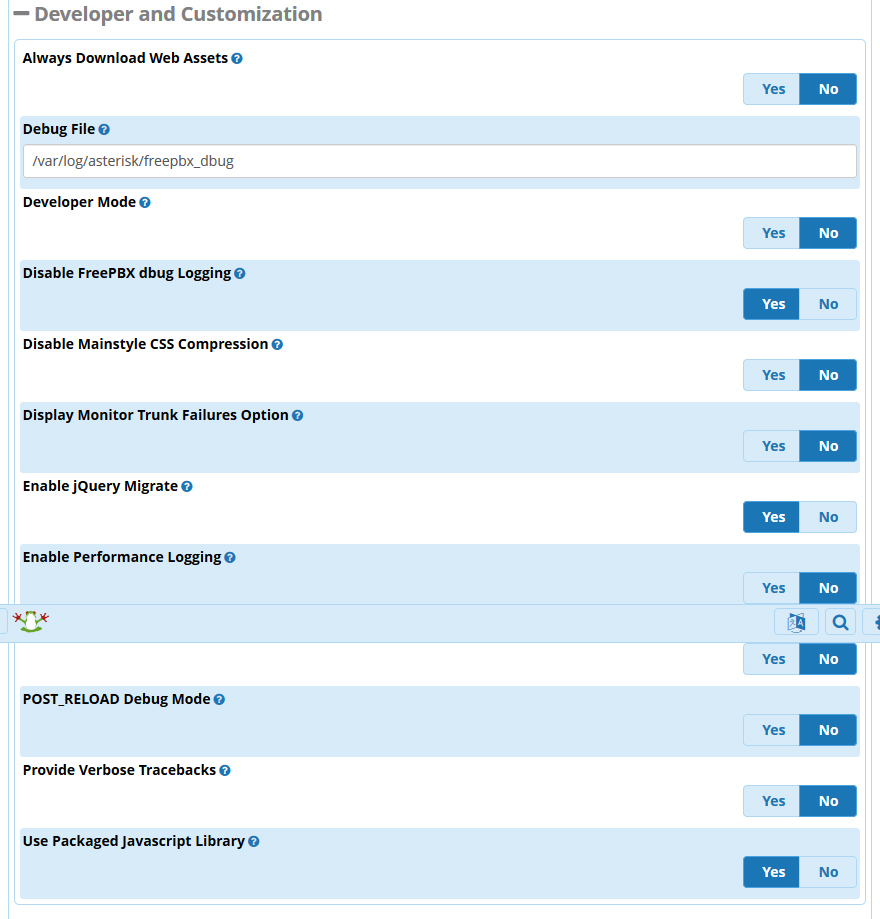 Developer and Customization
Always Download Web Assets
Yes No
Debug File
/var/log/asterisk/freepbx_dbug
Developer Mode
Yes No
Disable FreePBX dbug Logging
Yes No
Disable Mainstyle CSS Compression
Yes No
Display Monitor Trunk Failures Option
Yes No
Enable jQuery Migrate
Yes No
Enable Performance Logging
Yes No
Yes No
POST_RELOAD Debug Mode
Yes No
Provide Verbose Tracebacks
Yes No
Use Packaged Javascript Library
Yes No